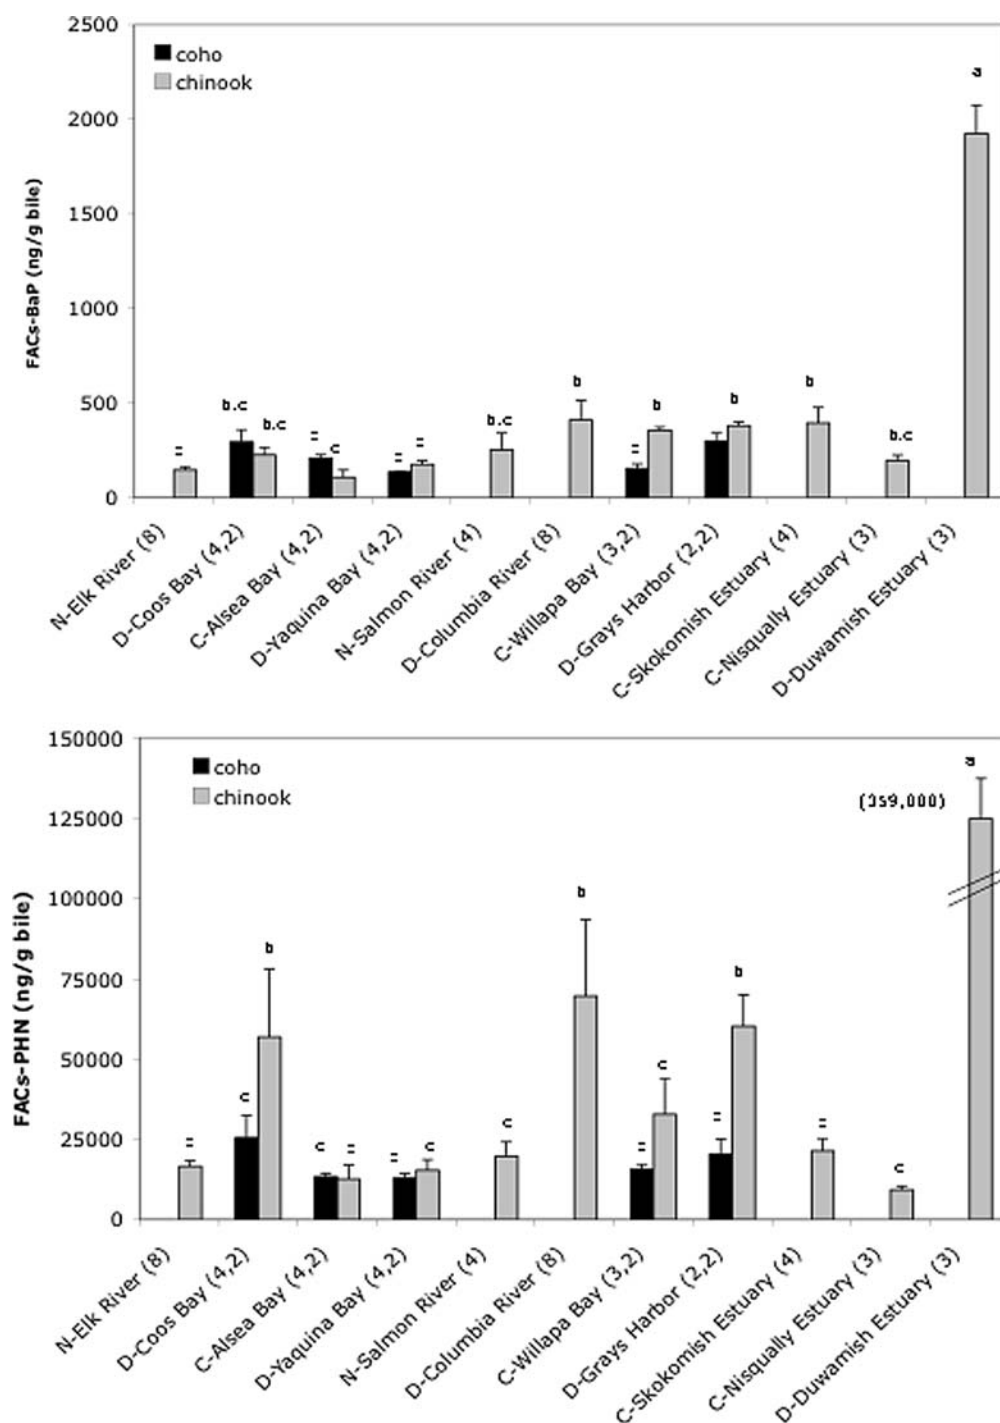 2500
coho
chinook
a
2000
1500
FACs-BaP (ng/g bile)
1000
500
b
b
b
b
b.c
b.c
b.c
b.c
c
0
N-Elk River (8)
D-Coos Bay (4,2)
C-Alsea Bay (4,2)
D-Yaquina Bay (4,2)
N-Salmon River (4)
D-Columbia River (8)
C-Willapa Bay (3,2)
D-Grays Harbor (2,2)
C-Skokomish Estuary (4)
C-Nisqually Estuary (3)
D-Duwamish Estuary (3)
150000
coho
chinook
a
125000
(359,000)
100000
b
b
b
75000
FACs-PHN (ng/g bile)
50000
c
25000
c
c
c
c
c
0
N-Elk River (8)
D-Coos Bay (4,2)
C-Alsea Bay (4,2)
D-Yaquina Bay (4,2)
N-Salmon River (4)
D-Columbia River (8)
C-Willapa Bay (3,2)
D-Grays Harbor (2,2)
C-Skokomish Estuary (4)
C-Nisqually Estuary (3)
D-Duwamish Estuary (3)